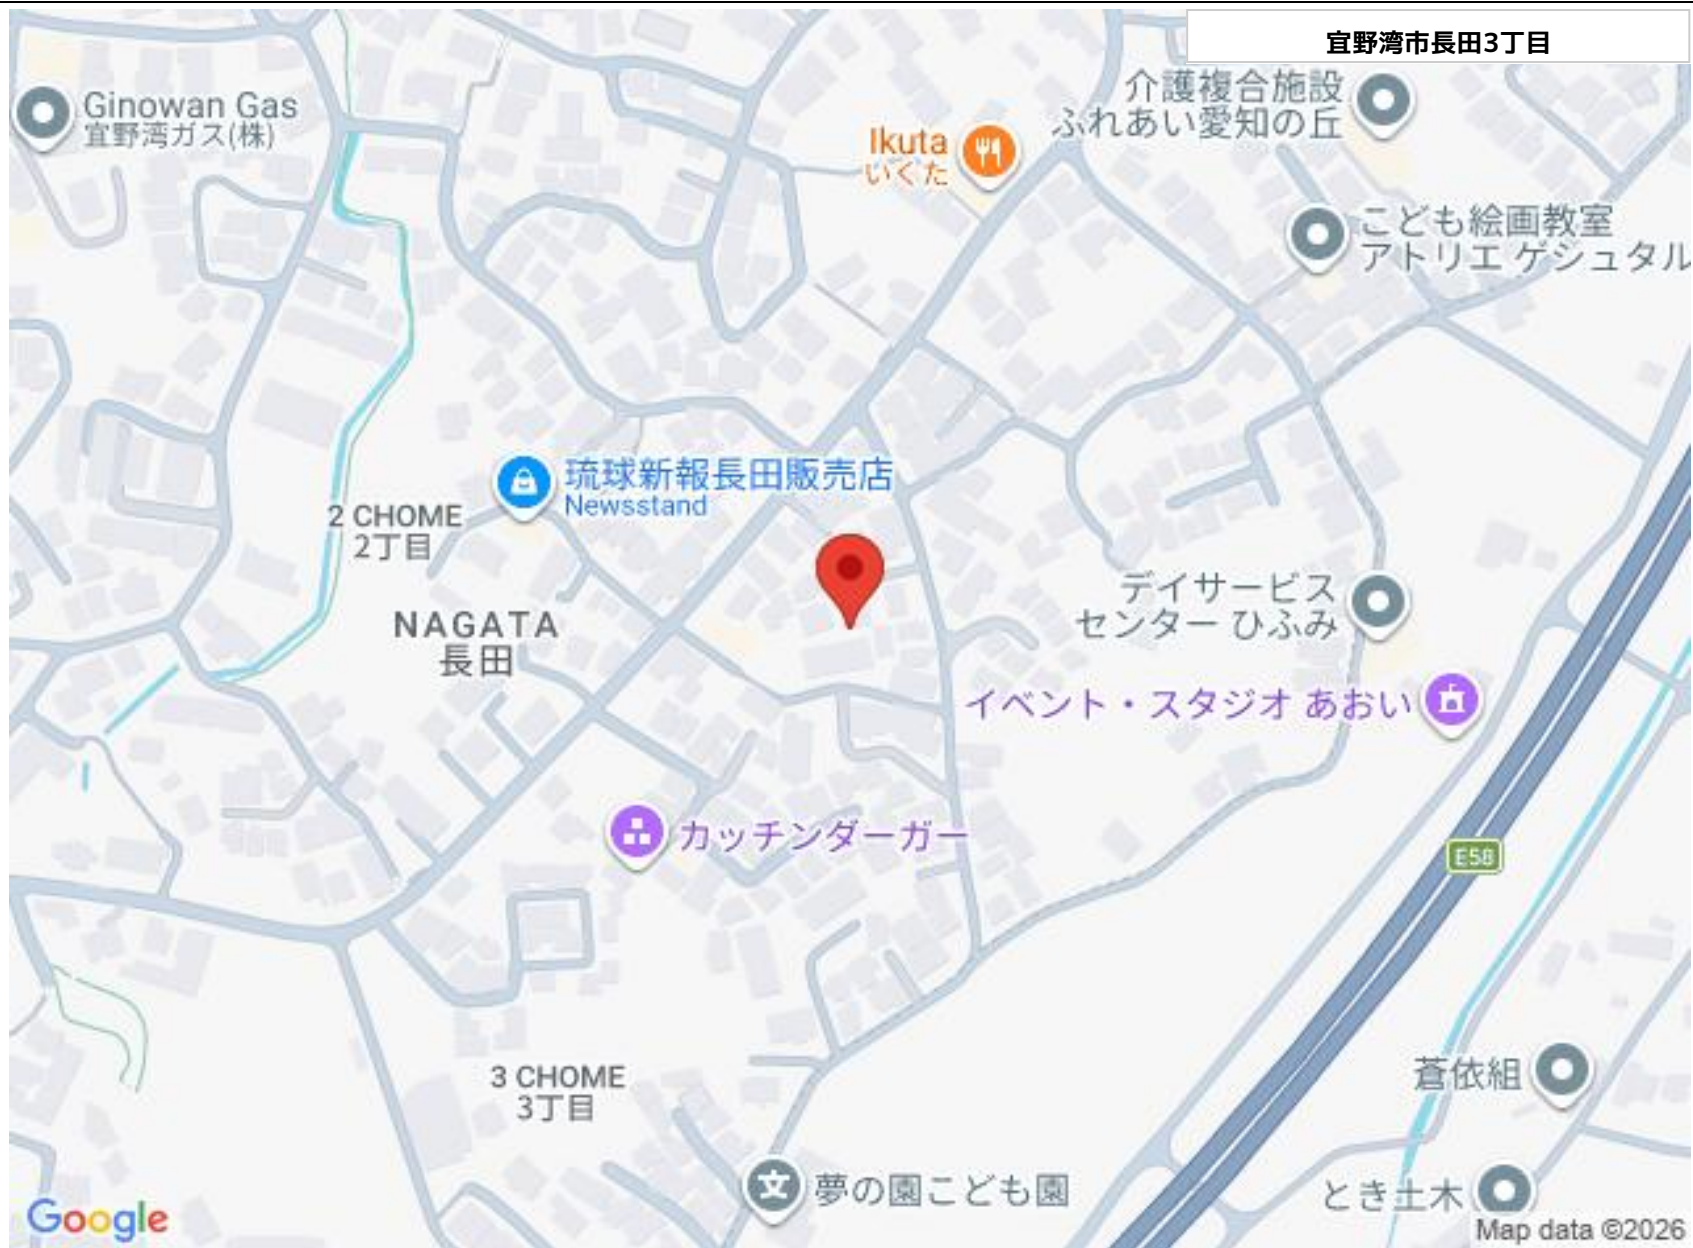 宜野湾市長田3丁目
Ginowan Gas
宜野湾ガス(株)
介護複合施設
ふれあい愛知の丘
Ikuta
いくた
こども絵画教室
アトリエ ゲシュタル
琉球新報長田販売店
Newsstand
2 CHOME
2丁目
NAGATA
長田
デイサービス
センター ひふみ
イベント・スタジオ あおい
カッチンダーガー
E58
3 CHOME
3丁目
蒼依組
夢の園こども園
とき土木
Google
Map data ©2026